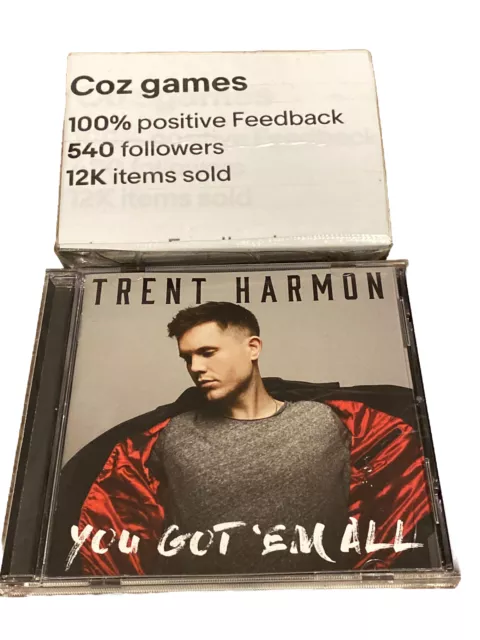 Coz games
100% positive Feedback
540 followers
12K items sold
TRENT HARMON
YOU GOT 'EM ALL